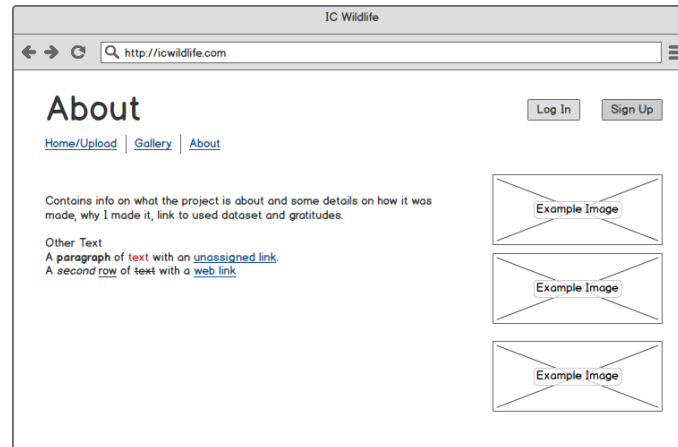 IC Wildlife
http://icwildlife.com
About
Log In
Sign Up
Home/Upload
Gallery
About
Contains info on what the project is about and some details on how it was
made, why I made it, link to used dataset and gratitudes.
Other Text
A paragraph of text with an unassigned link.
A second row of text with a web link
Example Image
Example Image
Example Image